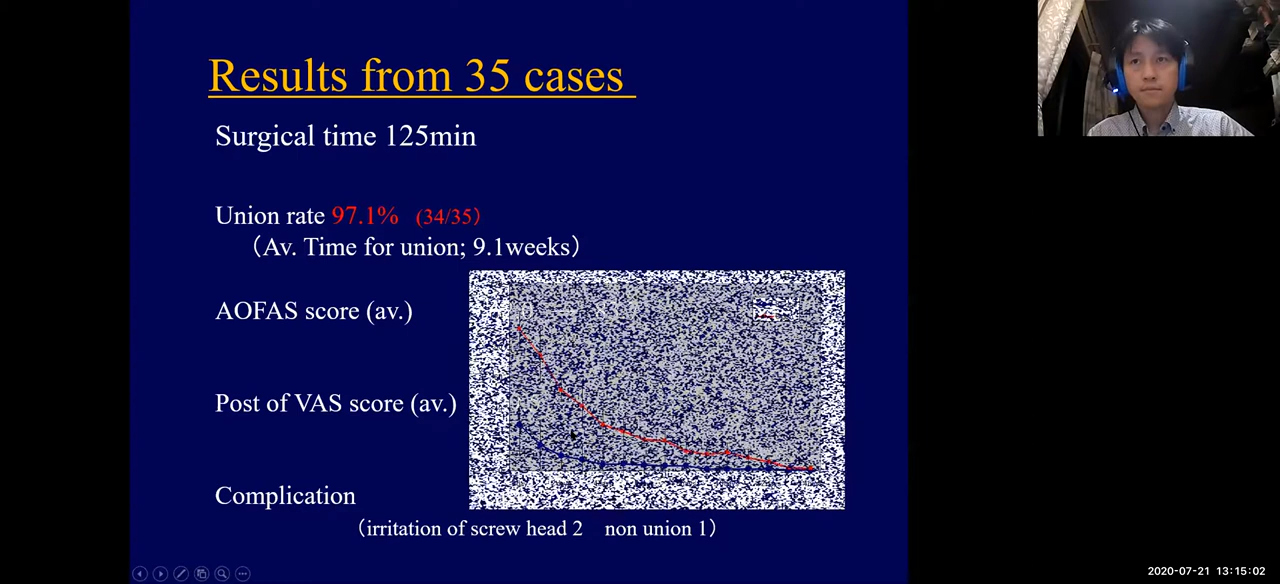 Results from 35 cases
Surgical time 125min
Union rate 97.1% (34/35)
(Av. Time for union; 9.1weeks)
AOFAS score (av.)
Post of VAS score (av.)
Complication
(irritation of screw head 2 non union 1)
2020-07-21 13:15:02